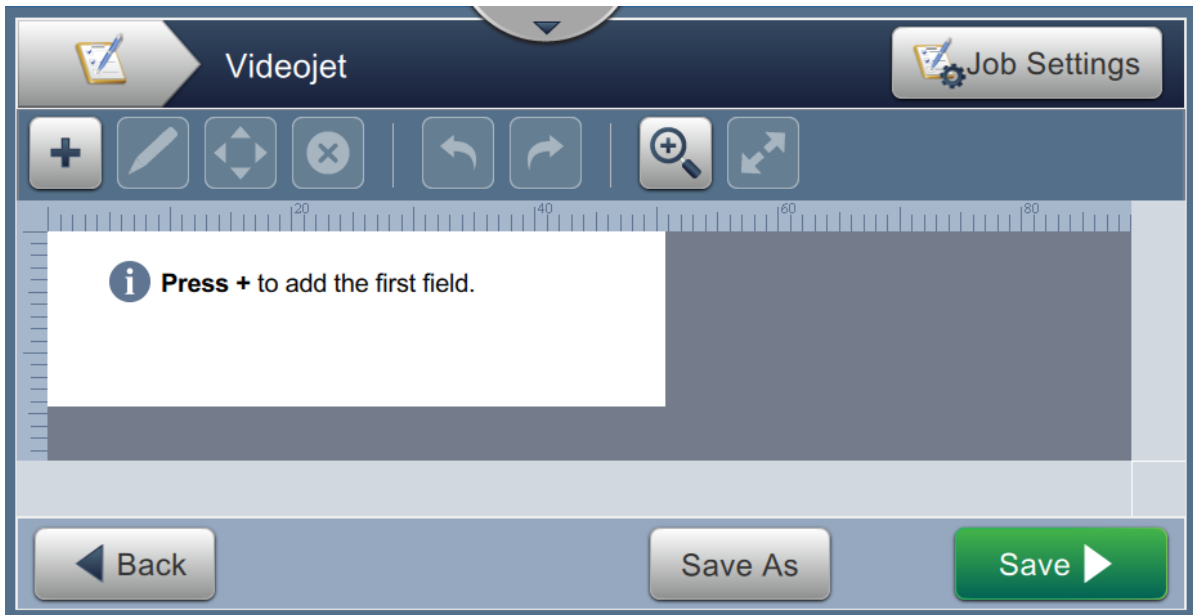 Videojet
Job Settings
20 40 60 80
Press + to add the first field.
Back
Save As
Save